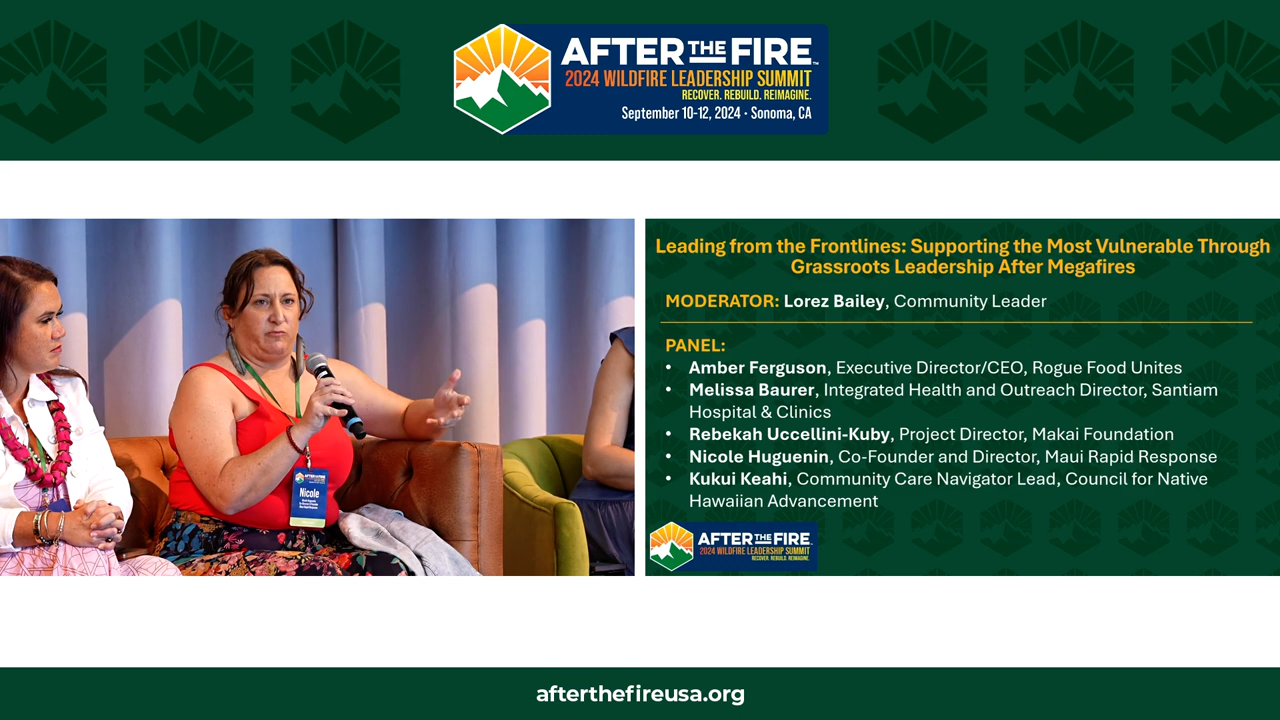 AFTER THE FIRE™
2024 WILDFIRE LEADERSHIP SUMMIT
RECOVER. REBUILD. REIMAGINE.
September 10-12, 2024 · Sonoma, CA
AFTER THE FIRE
Nicole
Leading from the Frontlines: Supporting the Most Vulnerable Through
Grassroots Leadership After Megafires
MODERATOR: Lorez Bailey, Community Leader
PANEL:
• Amber Ferguson, Executive Director/CEO, Rogue Food Unites
• Melissa Baurer, Integrated Health and Outreach Director, Santiam
Hospital & Clinics
• Rebekah Uccellini-Kuby, Project Director, Makai Foundation
• Nicole Huguenin, Co-Founder and Director, Maui Rapid Response
• Kukui Keahi, Community Care Navigator Lead, Council for Native
Hawaiian Advancement
AFTER THE FIRE
2024 WILDFIRE LEADERSHIP SUMMIT
RECOVER. REBUILD. REIMAGINE.
afterthefireusa.org